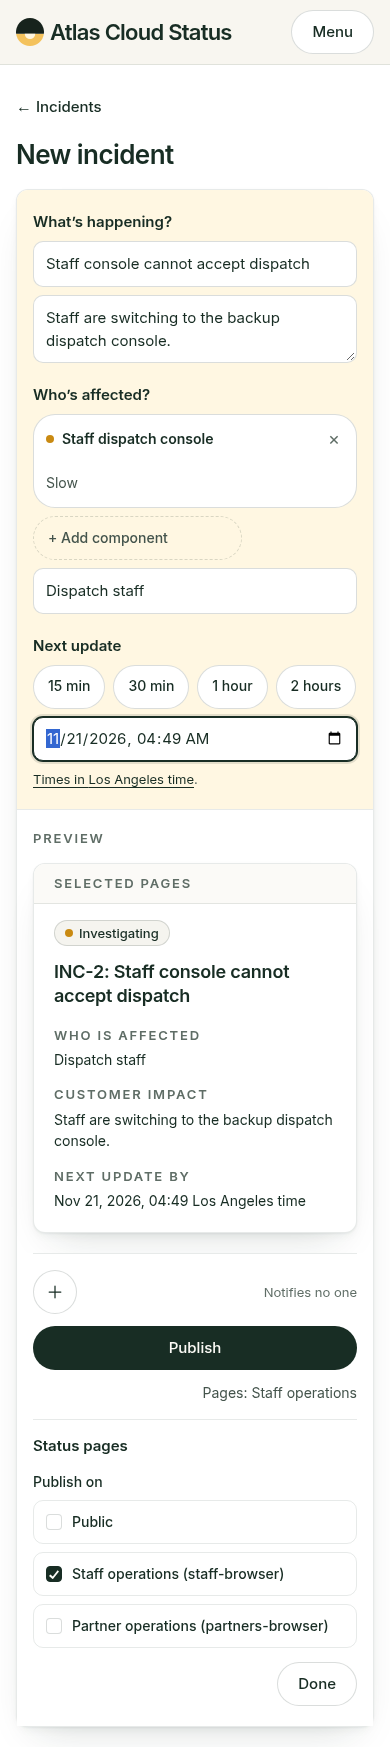 Atlas Cloud Status
Menu
← Incidents
New incident
What's happening?
Staff console cannot accept dispatch
Staff are switching to the backup
dispatch console.
Who's affected?
Staff dispatch console ×
Slow
+ Add component
Dispatch staff
Next update
15 min 30 min 1 hour 2 hours
11/21/2026, 04:49 AM
Times in Los Angeles time.
PREVIEW
SELECTED PAGES
Investigating
INC-2: Staff console cannot
accept dispatch
WHO IS AFFECTED
Dispatch staff
CUSTOMER IMPACT
Staff are switching to the backup dispatch
console.
NEXT UPDATE BY
Nov 21, 2026, 04:49 Los Angeles time
+ Notifies no one
Publish
Pages: Staff operations
Status pages
Publish on
Public
Staff operations (staff-browser)
Partner operations (partners-browser)
Done